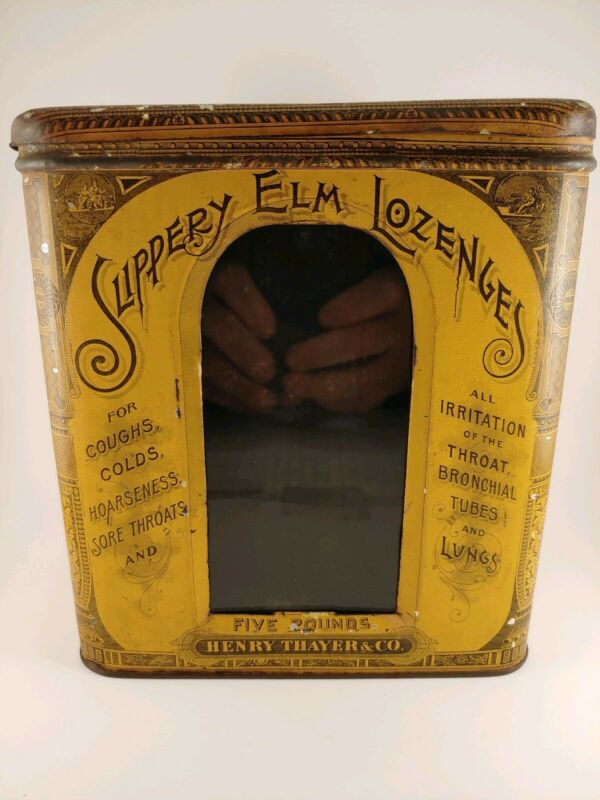 Slippery Elm Lozenges
FOR
COUGHS,
COLDS,
HOARSENESS,
SORE THROATS
AND
ALL
IRRITATION
OF THE
THROAT,
BRONCHIAL
TUBES
AND
LUNGS
FIVE POUNDS
HENRY THAYER & CO.